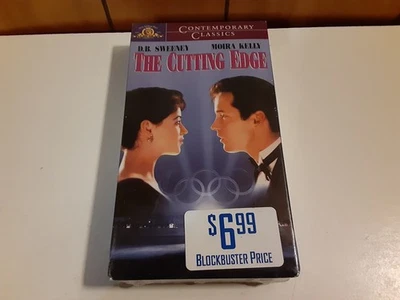 CONTEMPORARY
CLASSICS
D.B. SWEENEY MOIRA KELLY
THE CUTTING EDGE
$6.99
BLOCKBUSTER PRICE